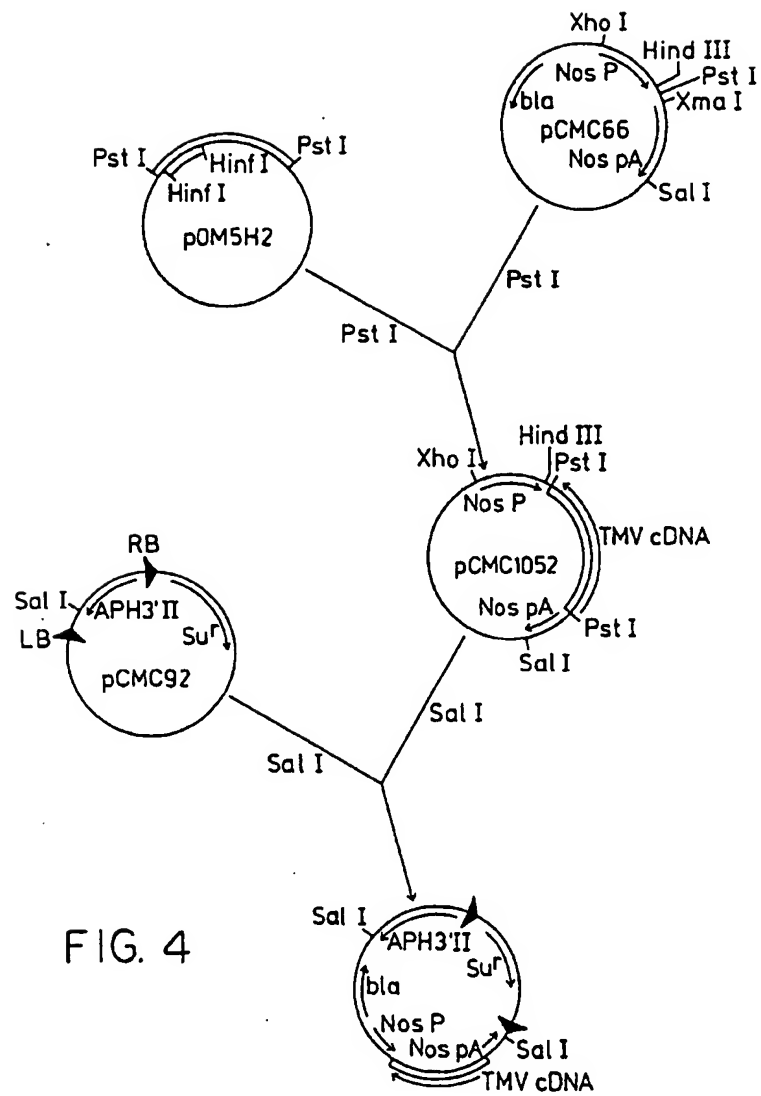 Xho I
Hind III
Pst I
Xma I
Nos P
bla
pCMC66
Nos pA
Sal I
Pst I
Pst I
Hinf I
Hinf I
pOM5H2
Pst I
Pst I
Xho I
Hind III
Pst I
Nos P
TMV cDNA
pCMC1052
Nos pA
Pst I
Sal I
RB
Sal I
APH3'II
LB
Sur
pCMC92
Sal I
Sal I
FIG. 4
Sal I
APH3'II
Sur
bla
Nos P
Nos pA
Sal I
TMV cDNA